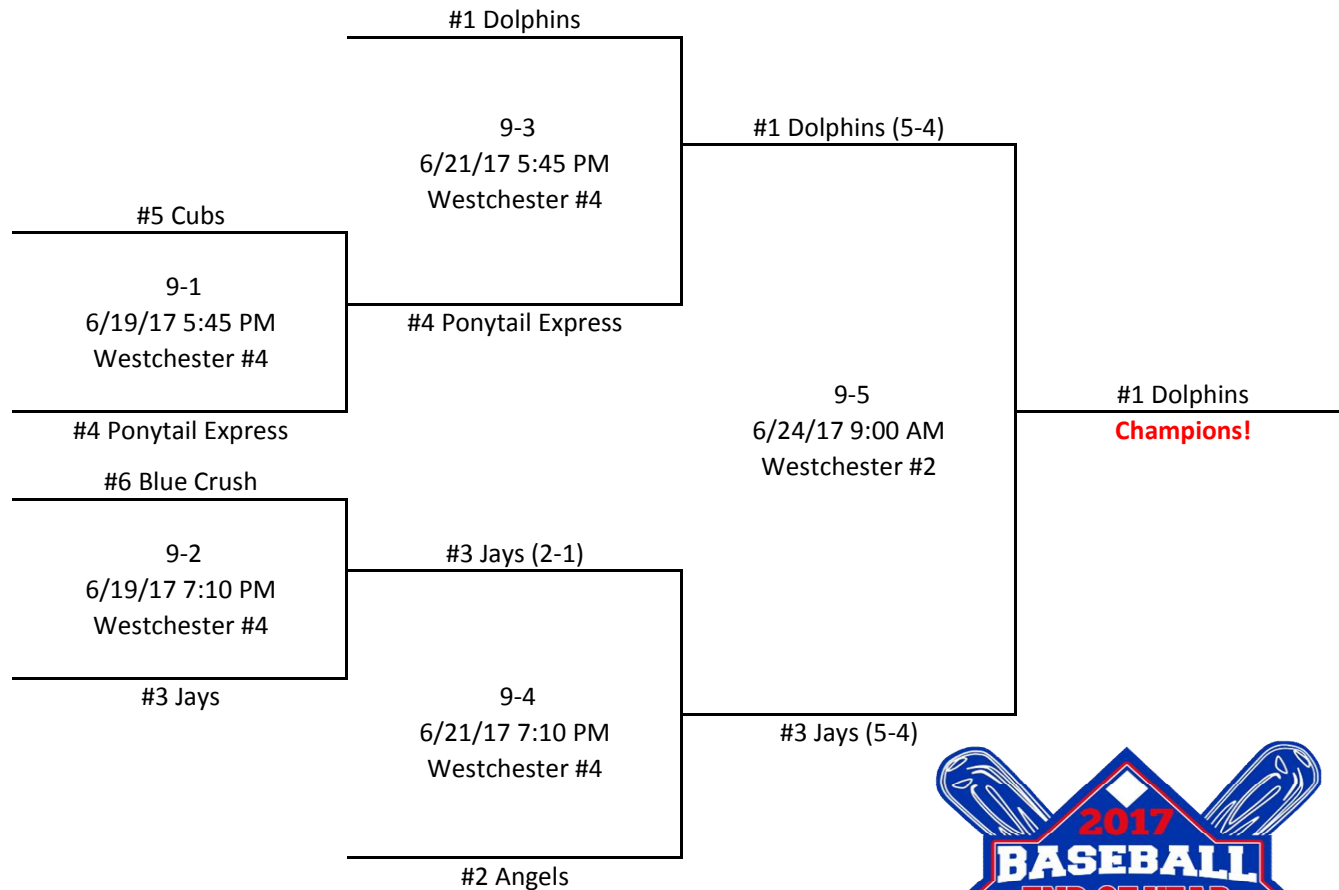 #1 Dolphins
9-3
6/21/17 5:45 PM
Westchester #4
#1 Dolphins (5-4)
#5 Cubs
9-1
6/19/17 5:45 PM
Westchester #4
#4 Ponytail Express
#4 Ponytail Express
9-5
6/24/17 9:00 AM
Westchester #2
#1 Dolphins
Champions!
#6 Blue Crush
9-2
6/19/17 7:10 PM
Westchester #4
#3 Jays (2-1)
#3 Jays
9-4
6/21/17 7:10 PM
Westchester #4
#3 Jays (5-4)
#2 Angels
2017
BASEBALL
END OF YEAR